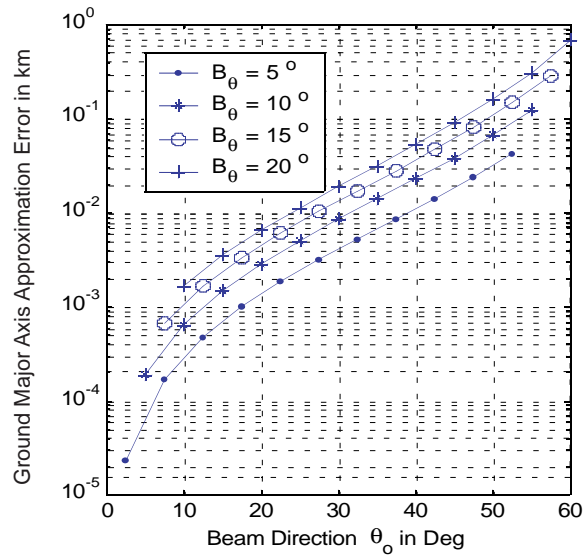 10^0
10^-1
10^-2
10^-3
10^-4
10^-5
Ground Major Axis Approximation Error in km
B_θ = 5 °
B_θ = 10 °
B_θ = 15 °
B_θ = 20 °
0 10 20 30 40 50 60
Beam Direction θ_o in Deg